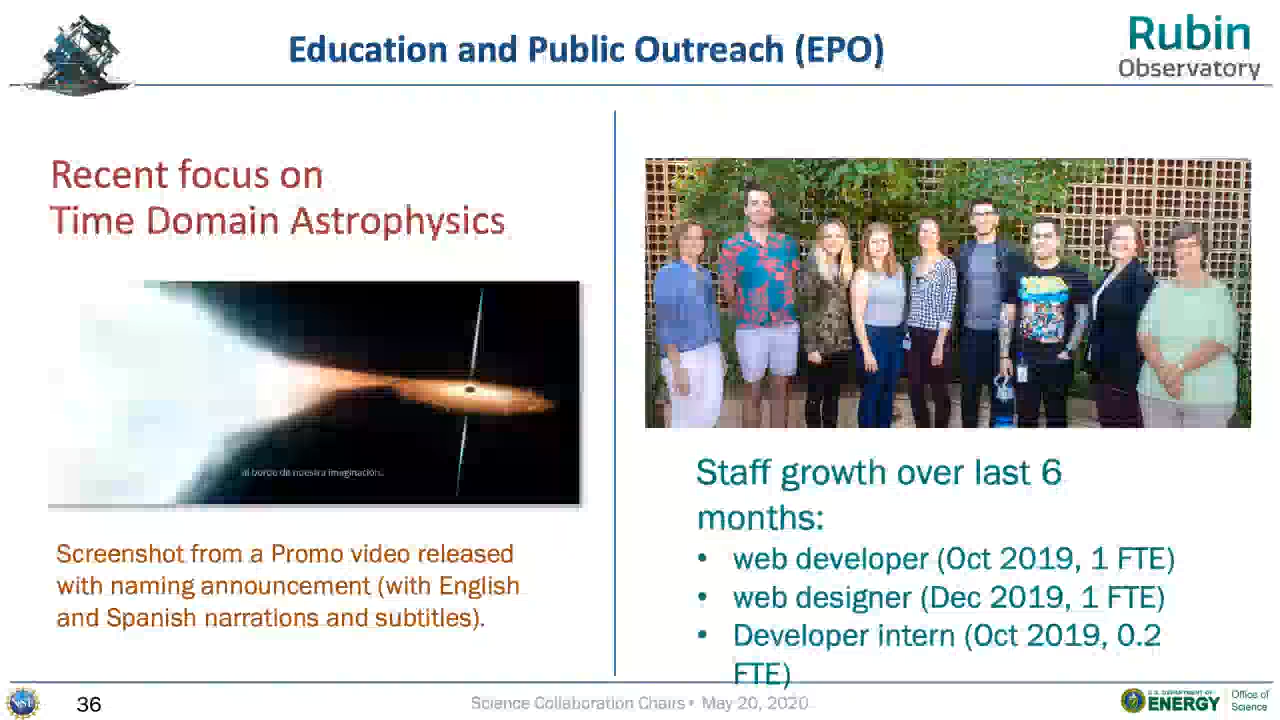 Education and Public Outreach (EPO)
Rubin
Observatory
Recent focus on
Time Domain Astrophysics
al borde de nuestra imaginación.
Screenshot from a Promo video released
with naming announcement (with English
and Spanish narrations and subtitles).
Staff growth over last 6
months:
• web developer (Oct 2019, 1 FTE)
• web designer (Dec 2019, 1 FTE)
• Developer intern (Oct 2019, 0.2
FTE)
NSF
36
Science Collaboration Chairs • May 20, 2020
U.S. DEPARTMENT OF
ENERGY
Office of
Science